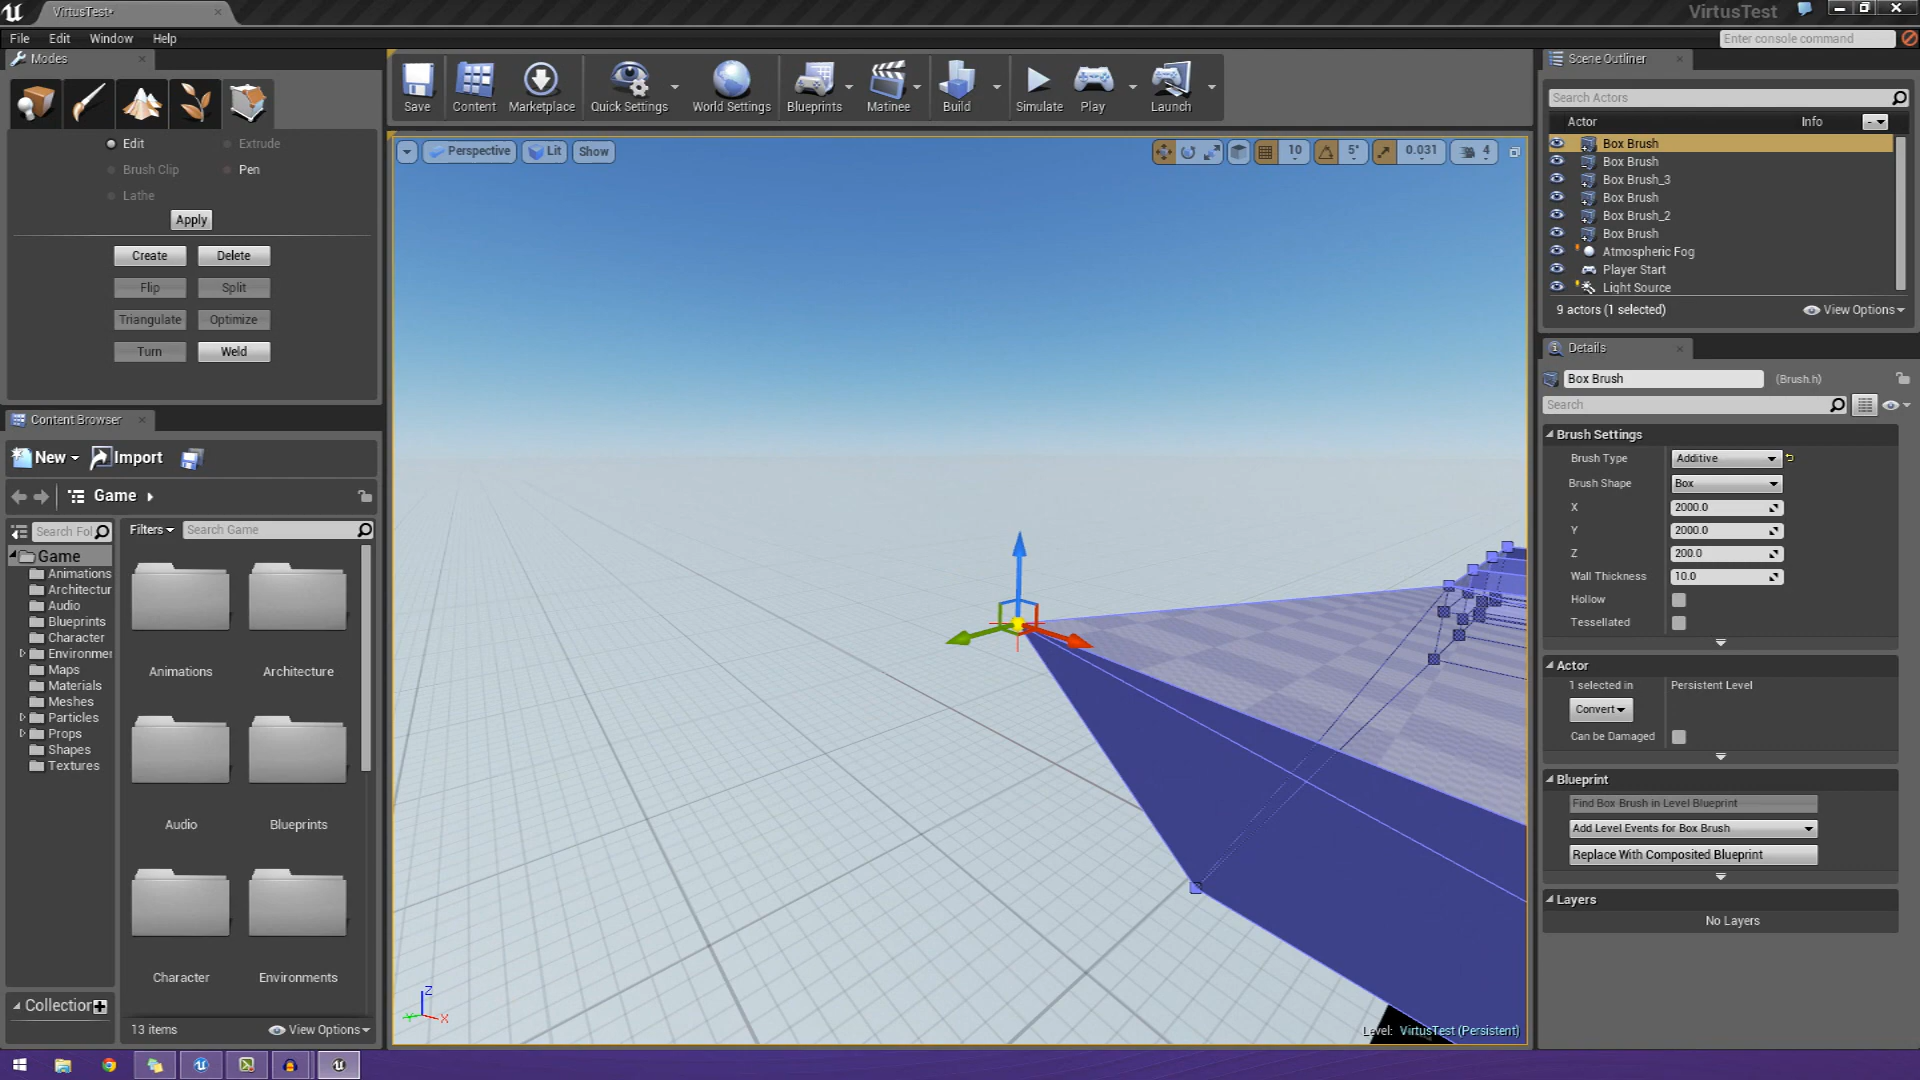 VirtusTest*
VirtusTest
File Edit Window Help
Enter console command
Modes
Edit
Extrude
Brush Clip
Pen
Lathe
Apply
Create
Delete
Flip
Split
Triangulate
Optimize
Turn
Weld
Save
Content
Marketplace
Quick Settings
World Settings
Blueprints
Matinee
Build
Simulate
Play
Launch
Perspective
Lit
Show
10
5°
0.031
4
Content Browser
New
Import
Game
Search Fol
Filters
Search Game
Game
Animations
Architectur
Audio
Blueprints
Character
Environmer
Maps
Materials
Meshes
Particles
Props
Shapes
Textures
Animations
Architecture
Audio
Blueprints
Character
Environments
Collection
13 items
View Options
Z
Y
X
Level: VirtusTest (Persistent)
Scene Outliner
Search Actors
Actor
Info
Box Brush
Box Brush
Box Brush_3
Box Brush
Box Brush_2
Box Brush
Atmospheric Fog
Player Start
Light Source
9 actors (1 selected)
View Options
Details
Box Brush
(Brush.h)
Search
Brush Settings
Brush Type
Additive
Brush Shape
Box
X
2000.0
Y
2000.0
Z
200.0
Wall Thickness
10.0
Hollow
Tessellated
Actor
1 selected in
Persistent Level
Convert
Can be Damaged
Blueprint
Find Box Brush in Level Blueprint
Add Level Events for Box Brush
Replace With Composited Blueprint
Layers
No Layers